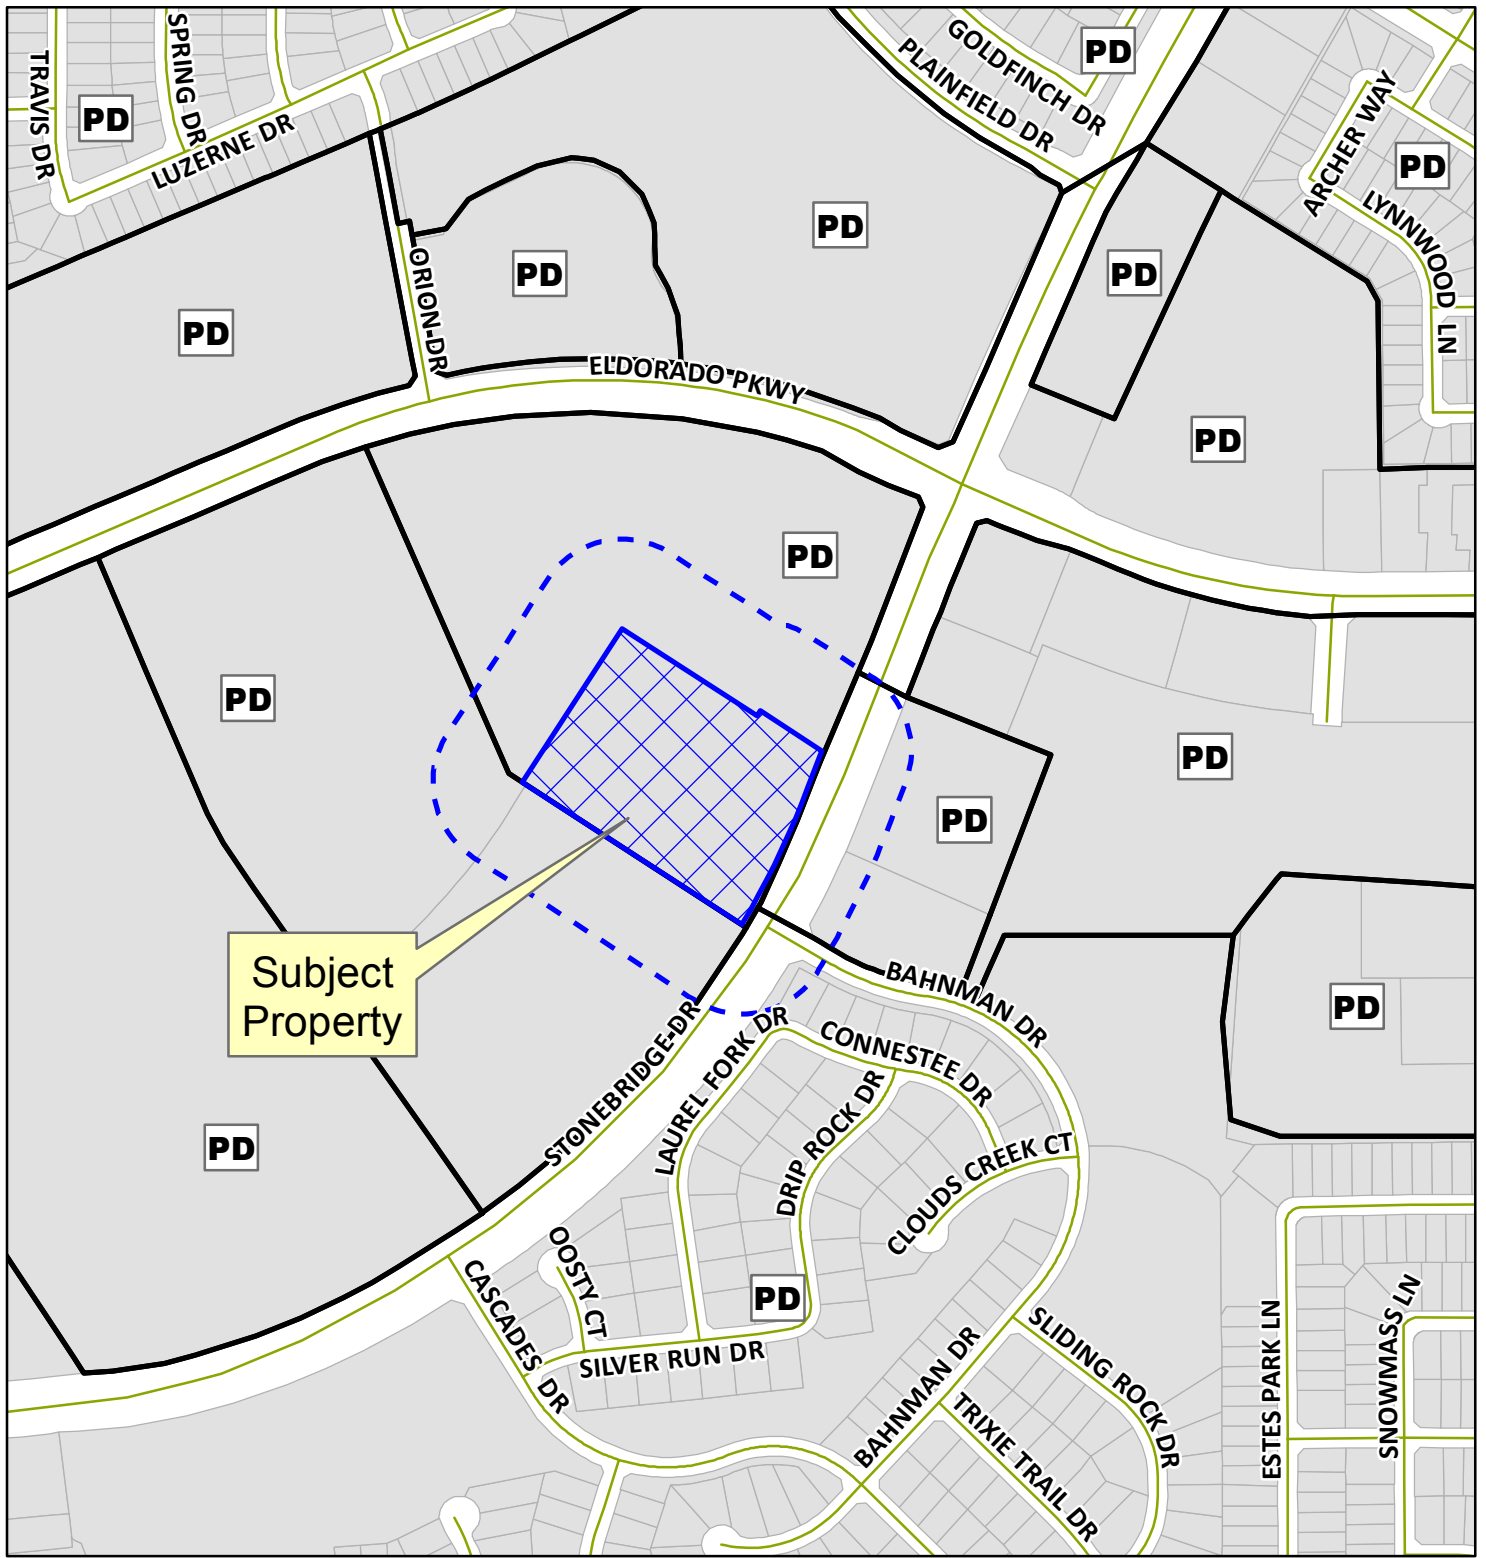 TRAVIS DR
SPRING DR
PD
LUZERNE DR
GOLDFINCH DR
PLAINFIELD DR
PD
ARCHER WAY
PD
LYNNWOOD LN
PD
PD
PD
PD
ORION DR
ELDORADO PKWY
PD
PD
PD
PD
PD
PD
Subject
Property
BAHNMAN DR
PD
STONEBRIDGE DR
LAUREL FORK DR
CONNESTEE DR
DRIP ROCK DR
CLOUDS CREEK CT
PD
OOSTY CT
CASCADES DR
PD
SILVER RUN DR
BAHNMAN DR
SLIDING ROCK DR
TRIXIE TRAIL DR
ESTES PARK LN
SNOWMASS LN